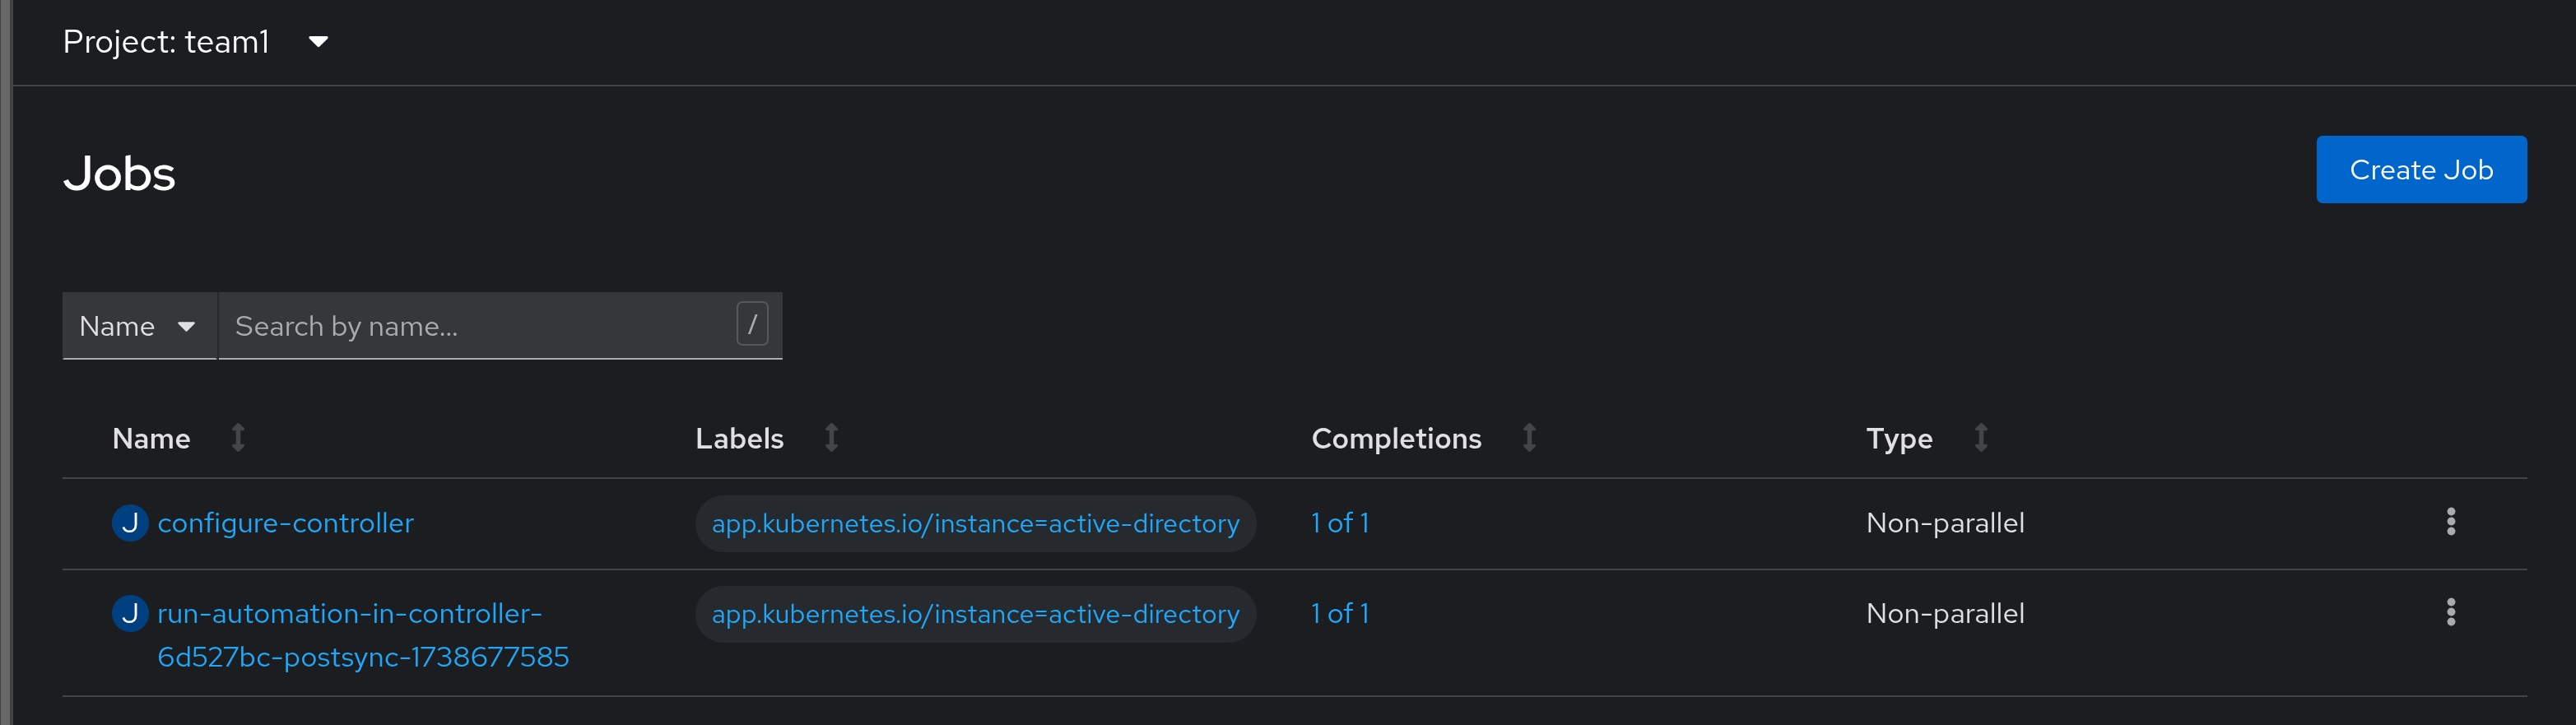 Project: team1
Jobs
Create Job
Name
Search by name...
/
Name Labels Completions Type
J configure-controller app.kubernetes.io/instance=active-directory 1 of 1 Non-parallel
J run-automation-in-controller- app.kubernetes.io/instance=active-directory 1 of 1 Non-parallel
6d527bc-postsync-1738677585